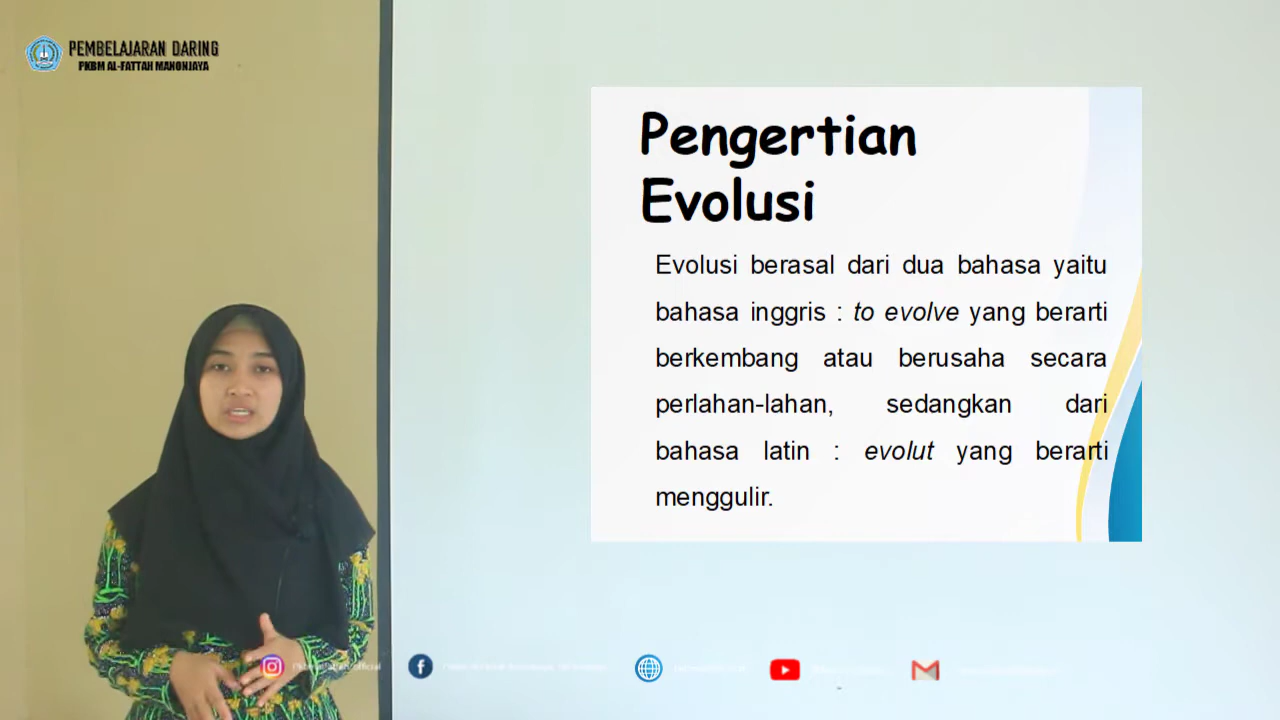 PEMBELAJARAN DARING
PKBM AL-FATTAH MANONJAYA
Pengertian
Evolusi
Evolusi berasal dari dua bahasa yaitu
bahasa inggris : to evolve yang berarti
berkembang atau berusaha secara
perlahan-lahan, sedangkan dari
bahasa latin : evolut yang berarti
menggulir.